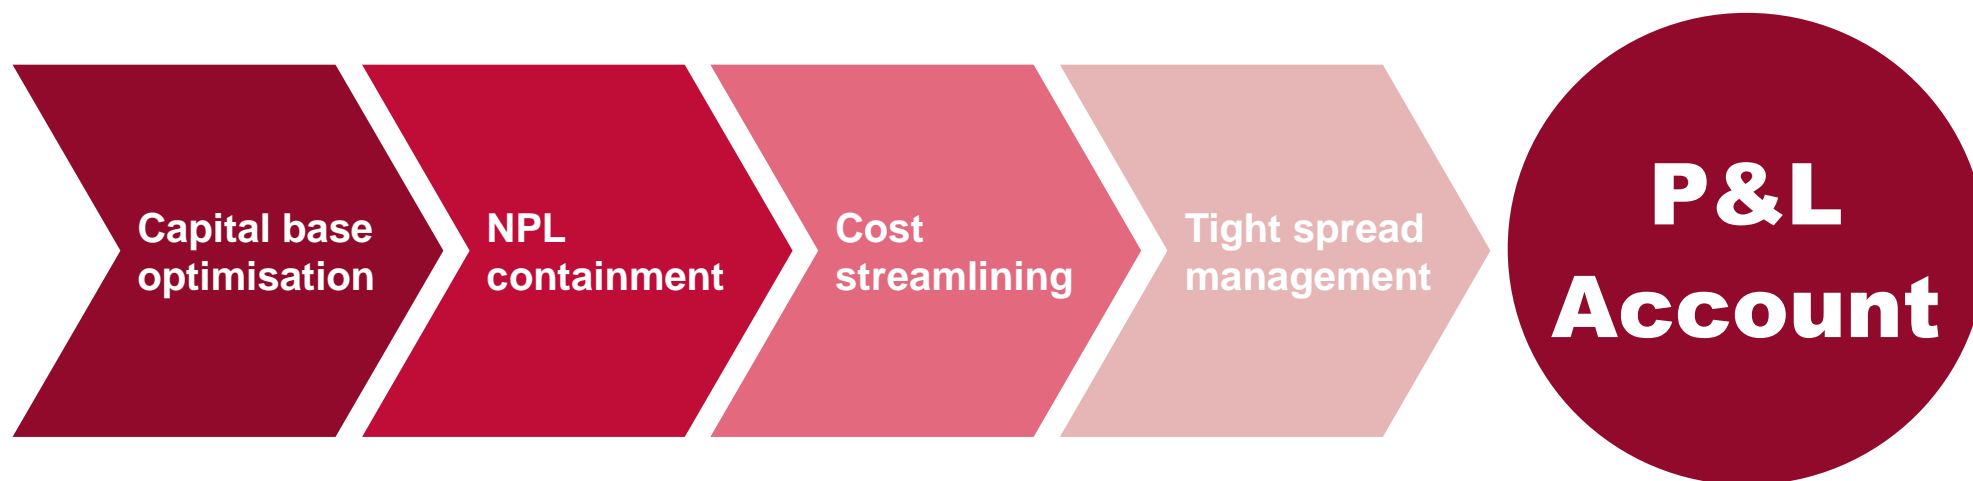 Capital base
optimisation
NPL
containment
Cost
streamlining
Tight spread
management
P&L
Account